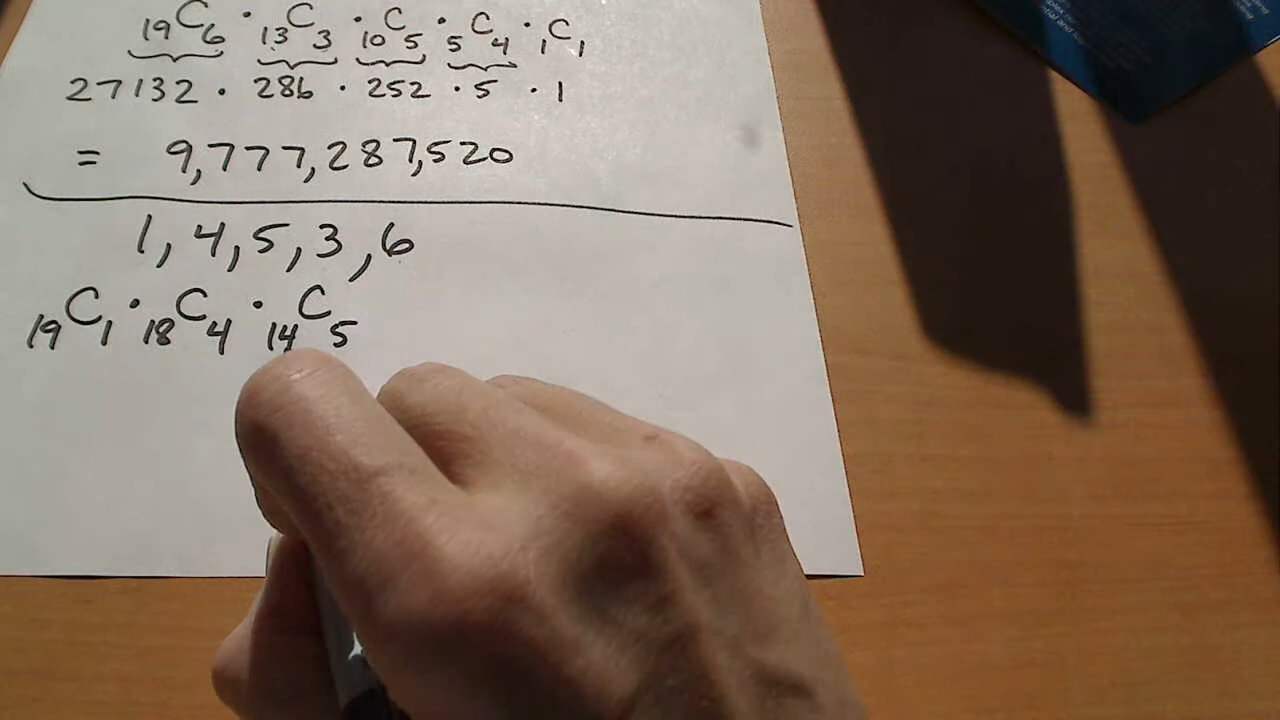 ₁₉C₆ · ₁₃C₃ · ₁₀C₅ · ₅C₄ · ₁C₁
27132 · 286 · 252 · 5 · 1
= 9,777,287,520
1, 4, 5, 3, 6
₁₉C₁ · ₁₈C₄ · ₁₄C₅